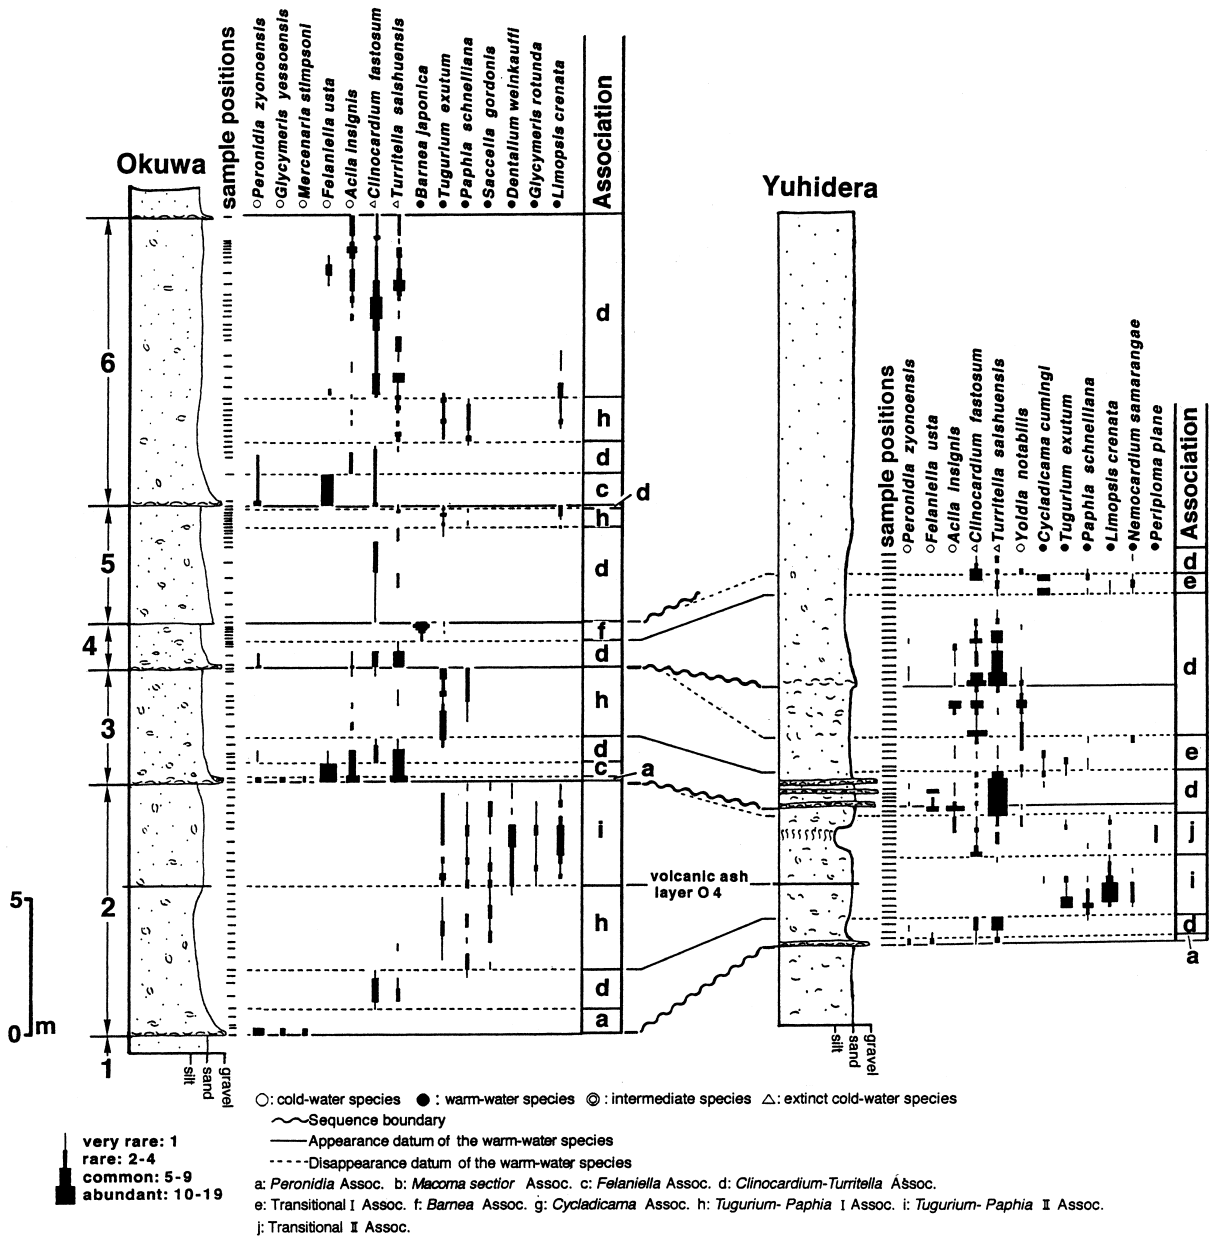 Okuwa
sample positions
○Peronidia zyonoensis
○Glycymeris yessoensis
○Mercenaria stimpsoni
○Felaniella usta
○Acila insignis
△Clinocardium fastosum
△Turritella saishuensis
●Barnea japonica
●Tugurium exutum
●Paphia schnelliana
●Saccella gordonis
●Dentalium weinkauffi
●Glycymeris rotunda
●Limopsis crenata
Association
6
5
4
3
2
1
d
h
d
c
d
h
d
f
d
h
d
c
a
i
h
d
a
5
0 m
silt
sand
gravel
volcanic ash
layer O 4
Yuhidera
silt
sand
gravel
sample positions
○Peronidia zyonoensis
○Felaniella usta
○Acila insignis
△Clinocardium fastosum
△Turritella saishuensis
○Yoldia notabilis
●Cycladicama cumingi
●Tugurium exutum
●Paphia schnelliana
●Limopsis crenata
●Nemocardium samarangae
●Periploma plane
Association
d
e
d
e
d
j
i
d
a
○: cold-water species ●: warm-water species ◎: intermediate species △: extinct cold-water species
Sequence boundary
Appearance datum of the warm-water species
Disappearance datum of the warm-water species
very rare: 1
rare: 2-4
common: 5-9
abundant: 10-19
a: Peronidia Assoc. b: Macoma sectior Assoc. c: Felaniella Assoc. d: Clinocardium-Turritella Assoc.
e: Transitional I Assoc. f: Barnea Assoc. g: Cycladicama Assoc. h: Tugurium- Paphia I Assoc. i: Tugurium- Paphia II Assoc.
j: Transitional II Assoc.